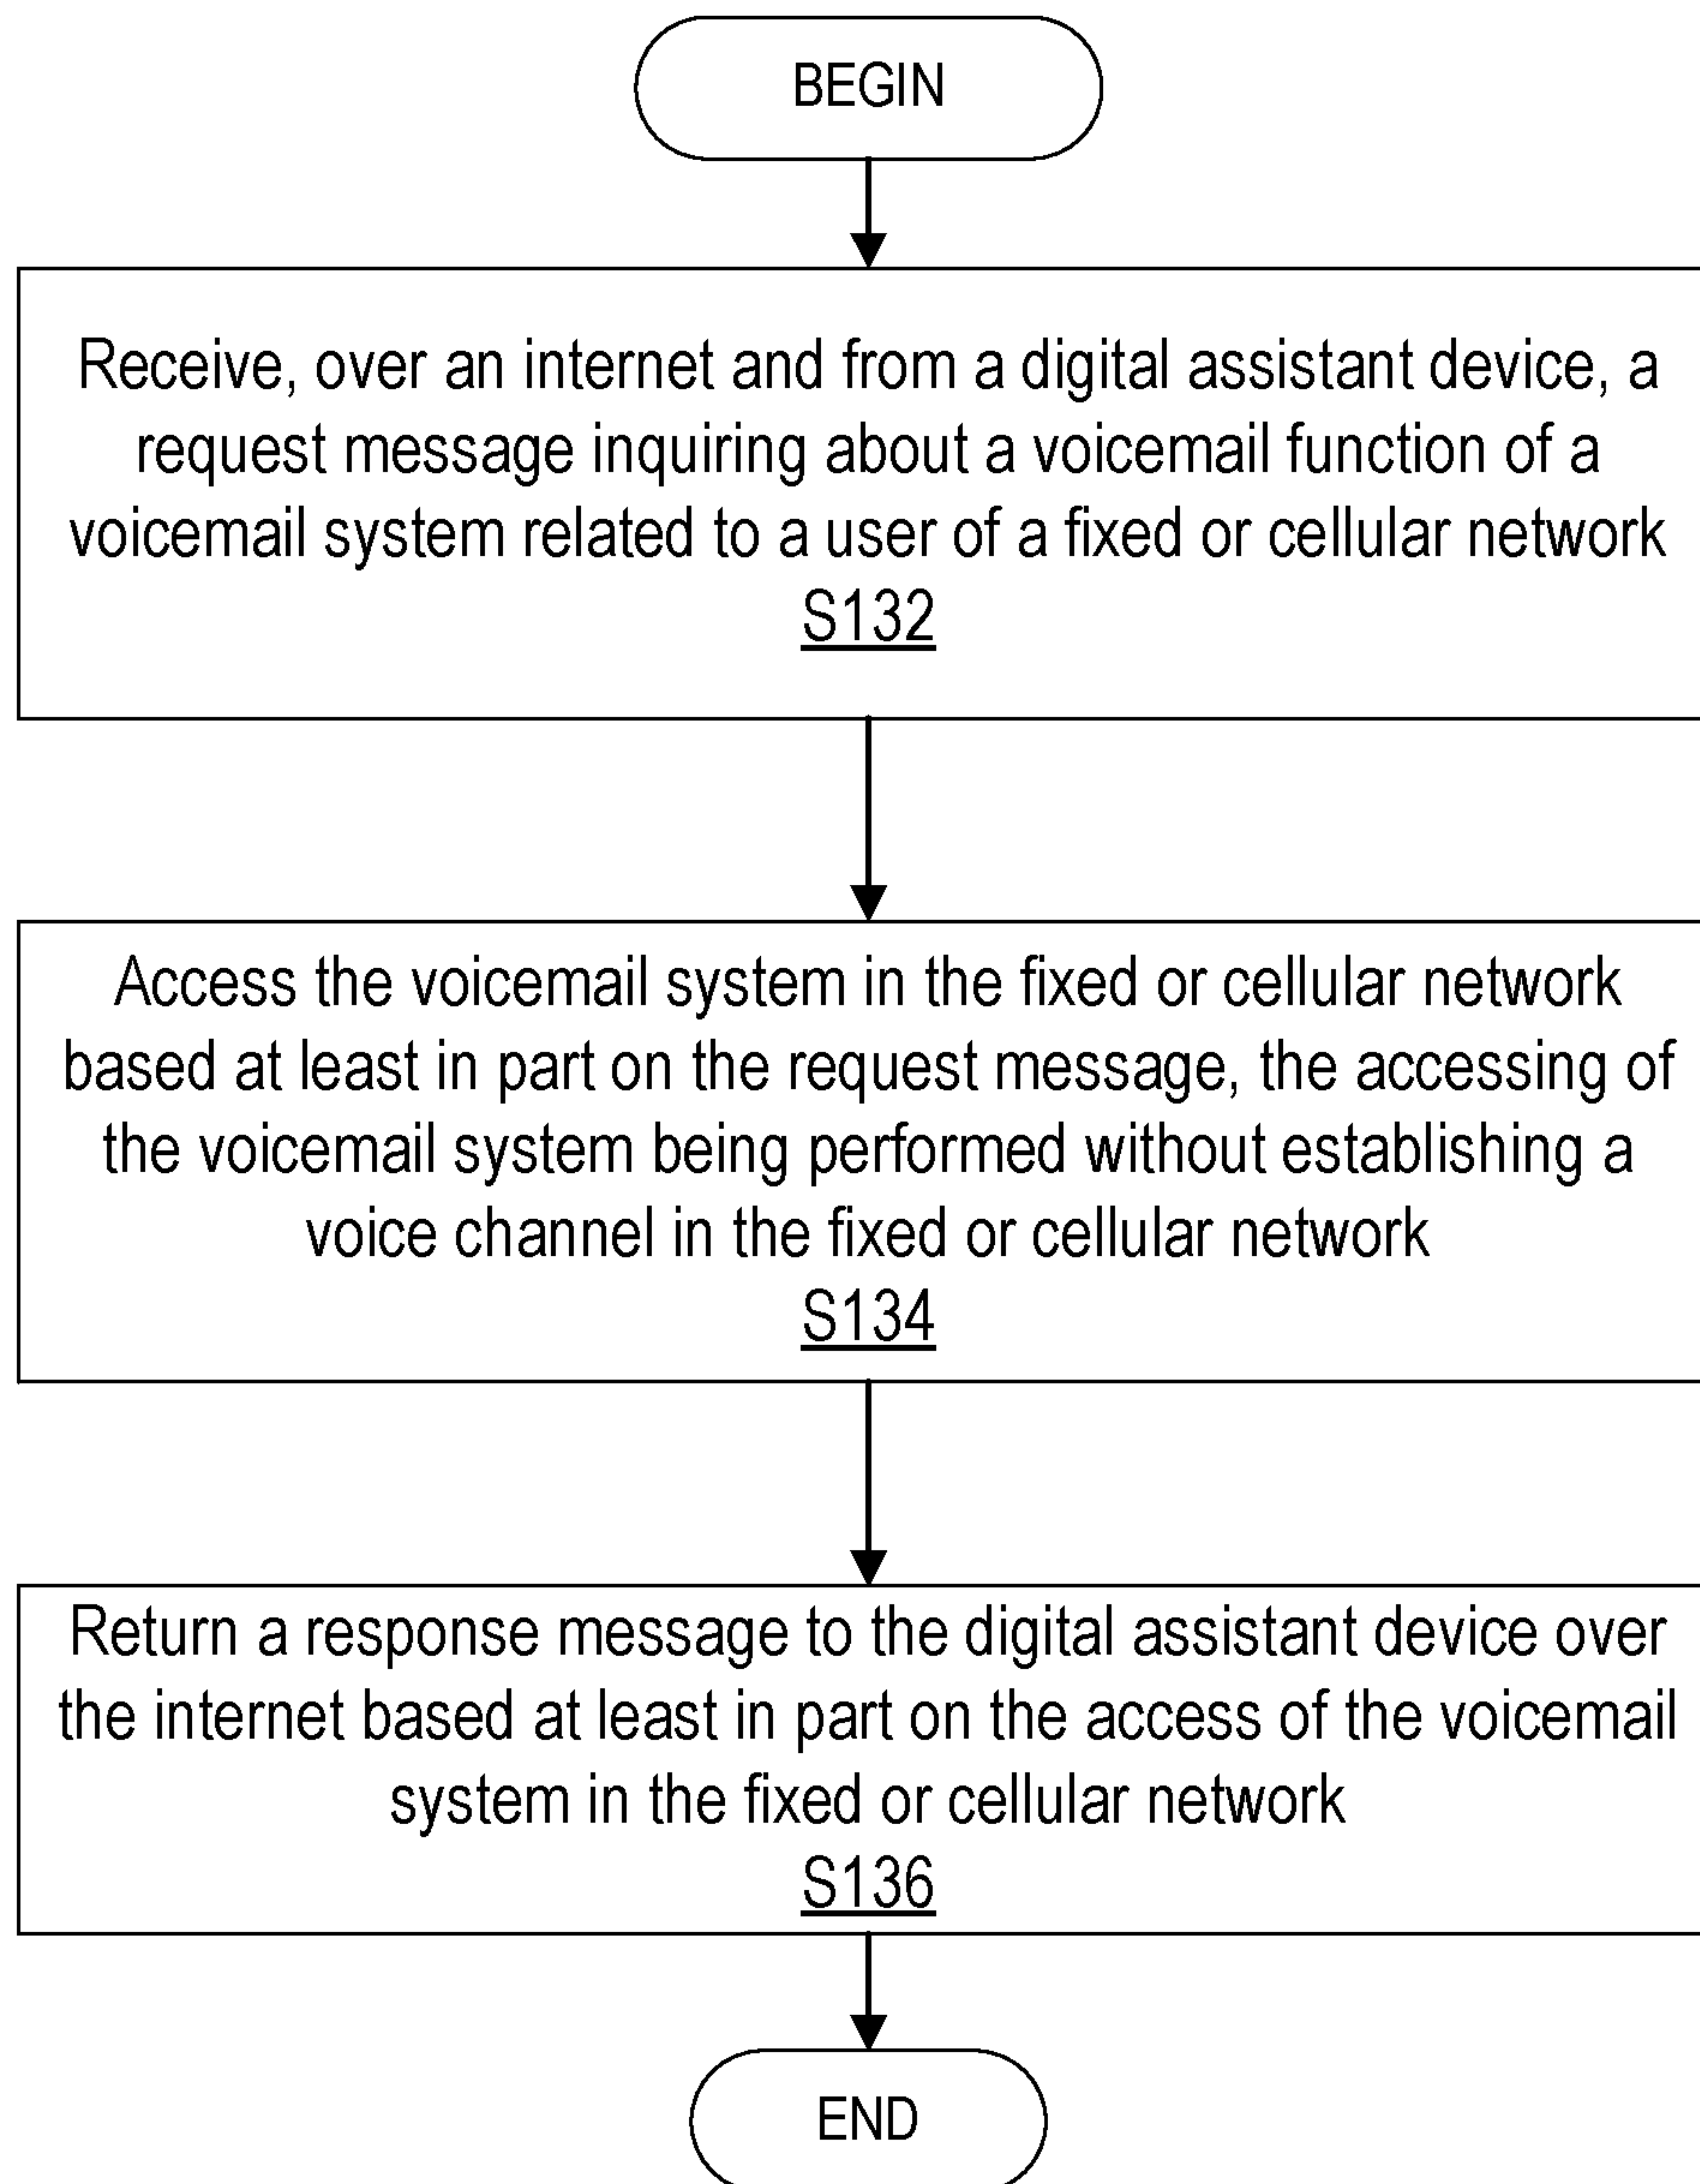 BEGIN
Receive, over an internet and from a digital assistant device, a
request message inquiring about a voicemail function of a
voicemail system related to a user of a fixed or cellular network
S132
Access the voicemail system in the fixed or cellular network
based at least in part on the request message, the accessing of
the voicemail system being performed without establishing a
voice channel in the fixed or cellular network
S134
Return a response message to the digital assistant device over
the internet based at least in part on the access of the voicemail
system in the fixed or cellular network
S136
END